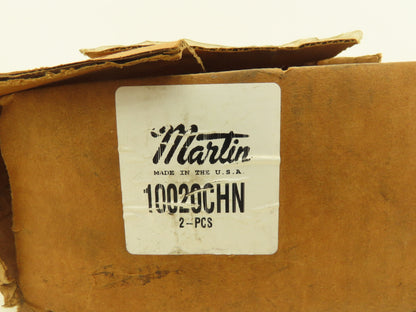 Martin
MADE IN THE U.S.A.
10020CHN
2-PCS